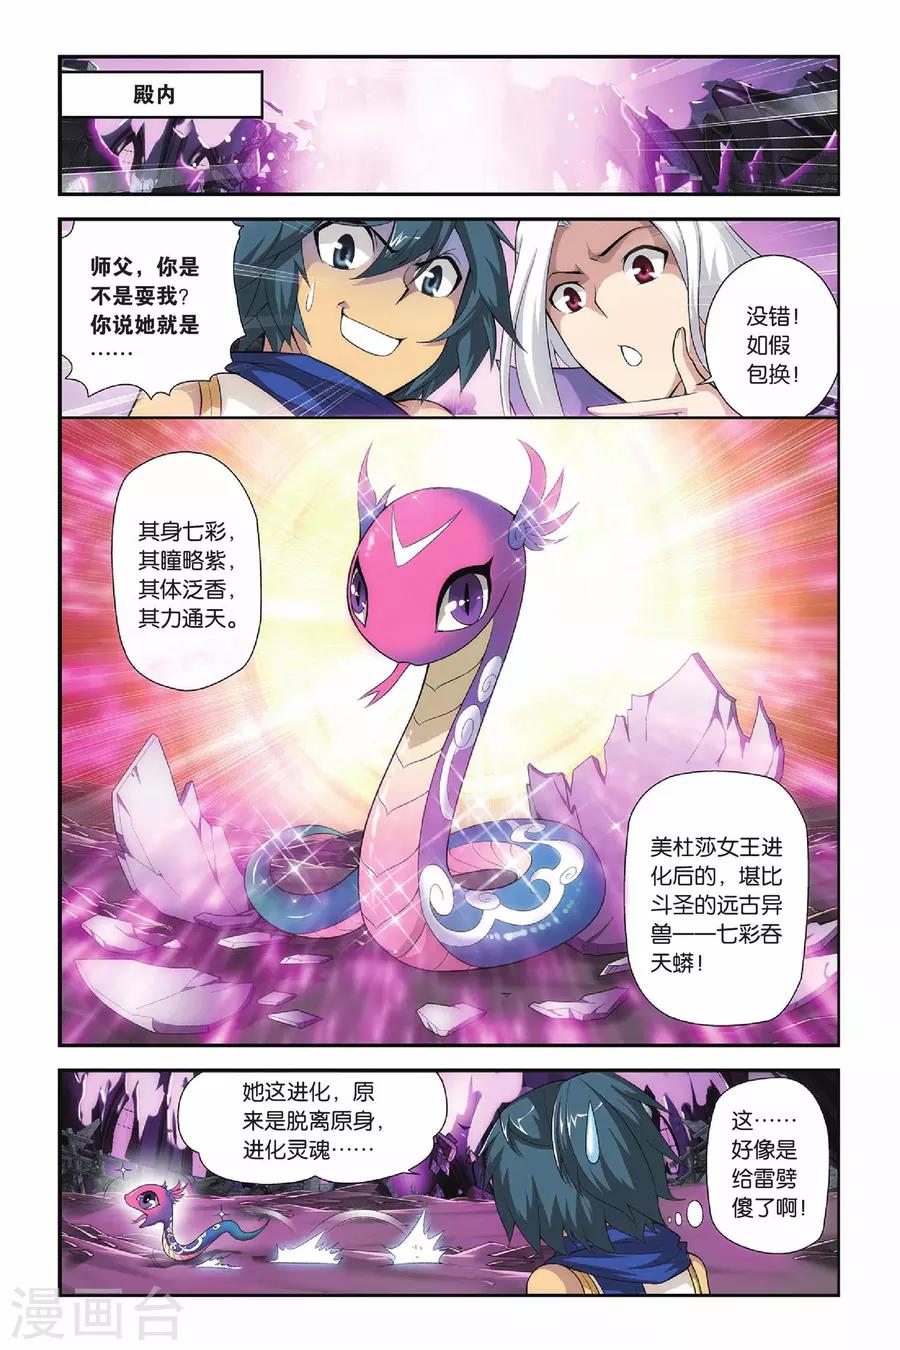 殿内
师父，你是
不是耍我？
你说她就是
……
没错！
如假
包换！
其身七彩，
其瞳略紫，
其体泛香，
其力通天。
美杜莎女王进
化后的，堪比
斗圣的远古异
兽——七彩吞
天蟒！
她这进化，原
来是脱离原身，
进化灵魂……
这……
好像是
给雷劈
傻了啊！
漫画台